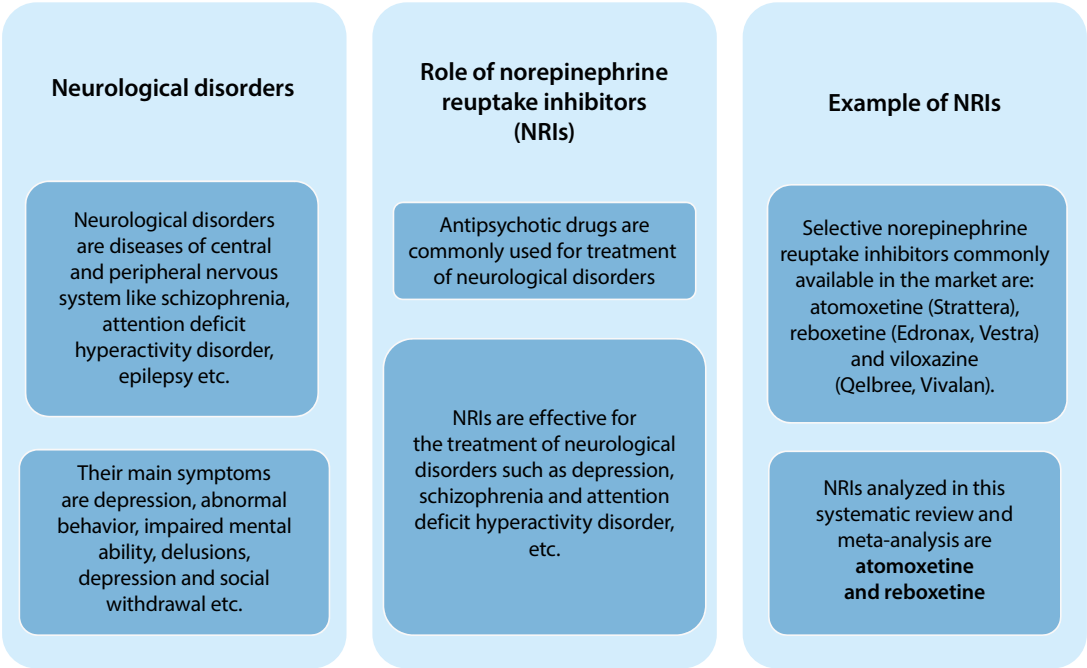 Neurological disorders
Neurological disorders
are diseases of central
and peripheral nervous
system like schizophrenia,
attention deficit
hyperactivity disorder,
epilepsy etc.
Their main symptoms
are depression, abnormal
behavior, impaired mental
ability, delusions,
depression and social
withdrawal etc.
Role of norepinephrine
reuptake inhibitors
(NRIs)
Antipsychotic drugs are
commonly used for treatment
of neurological disorders
NRIs are effective for
the treatment of neurological
disorders such as depression,
schizophrenia and attention
deficit hyperactivity disorder,
etc.
Example of NRIs
Selective norepinephrine
reuptake inhibitors commonly
available in the market are:
atomoxetine (Strattera),
reboxetine (Edronax, Vestra)
and viloxazine
(Qelbree, Vivalan).
NRIs analyzed in this
systematic review and
meta-analysis are
atomoxetine
and reboxetine